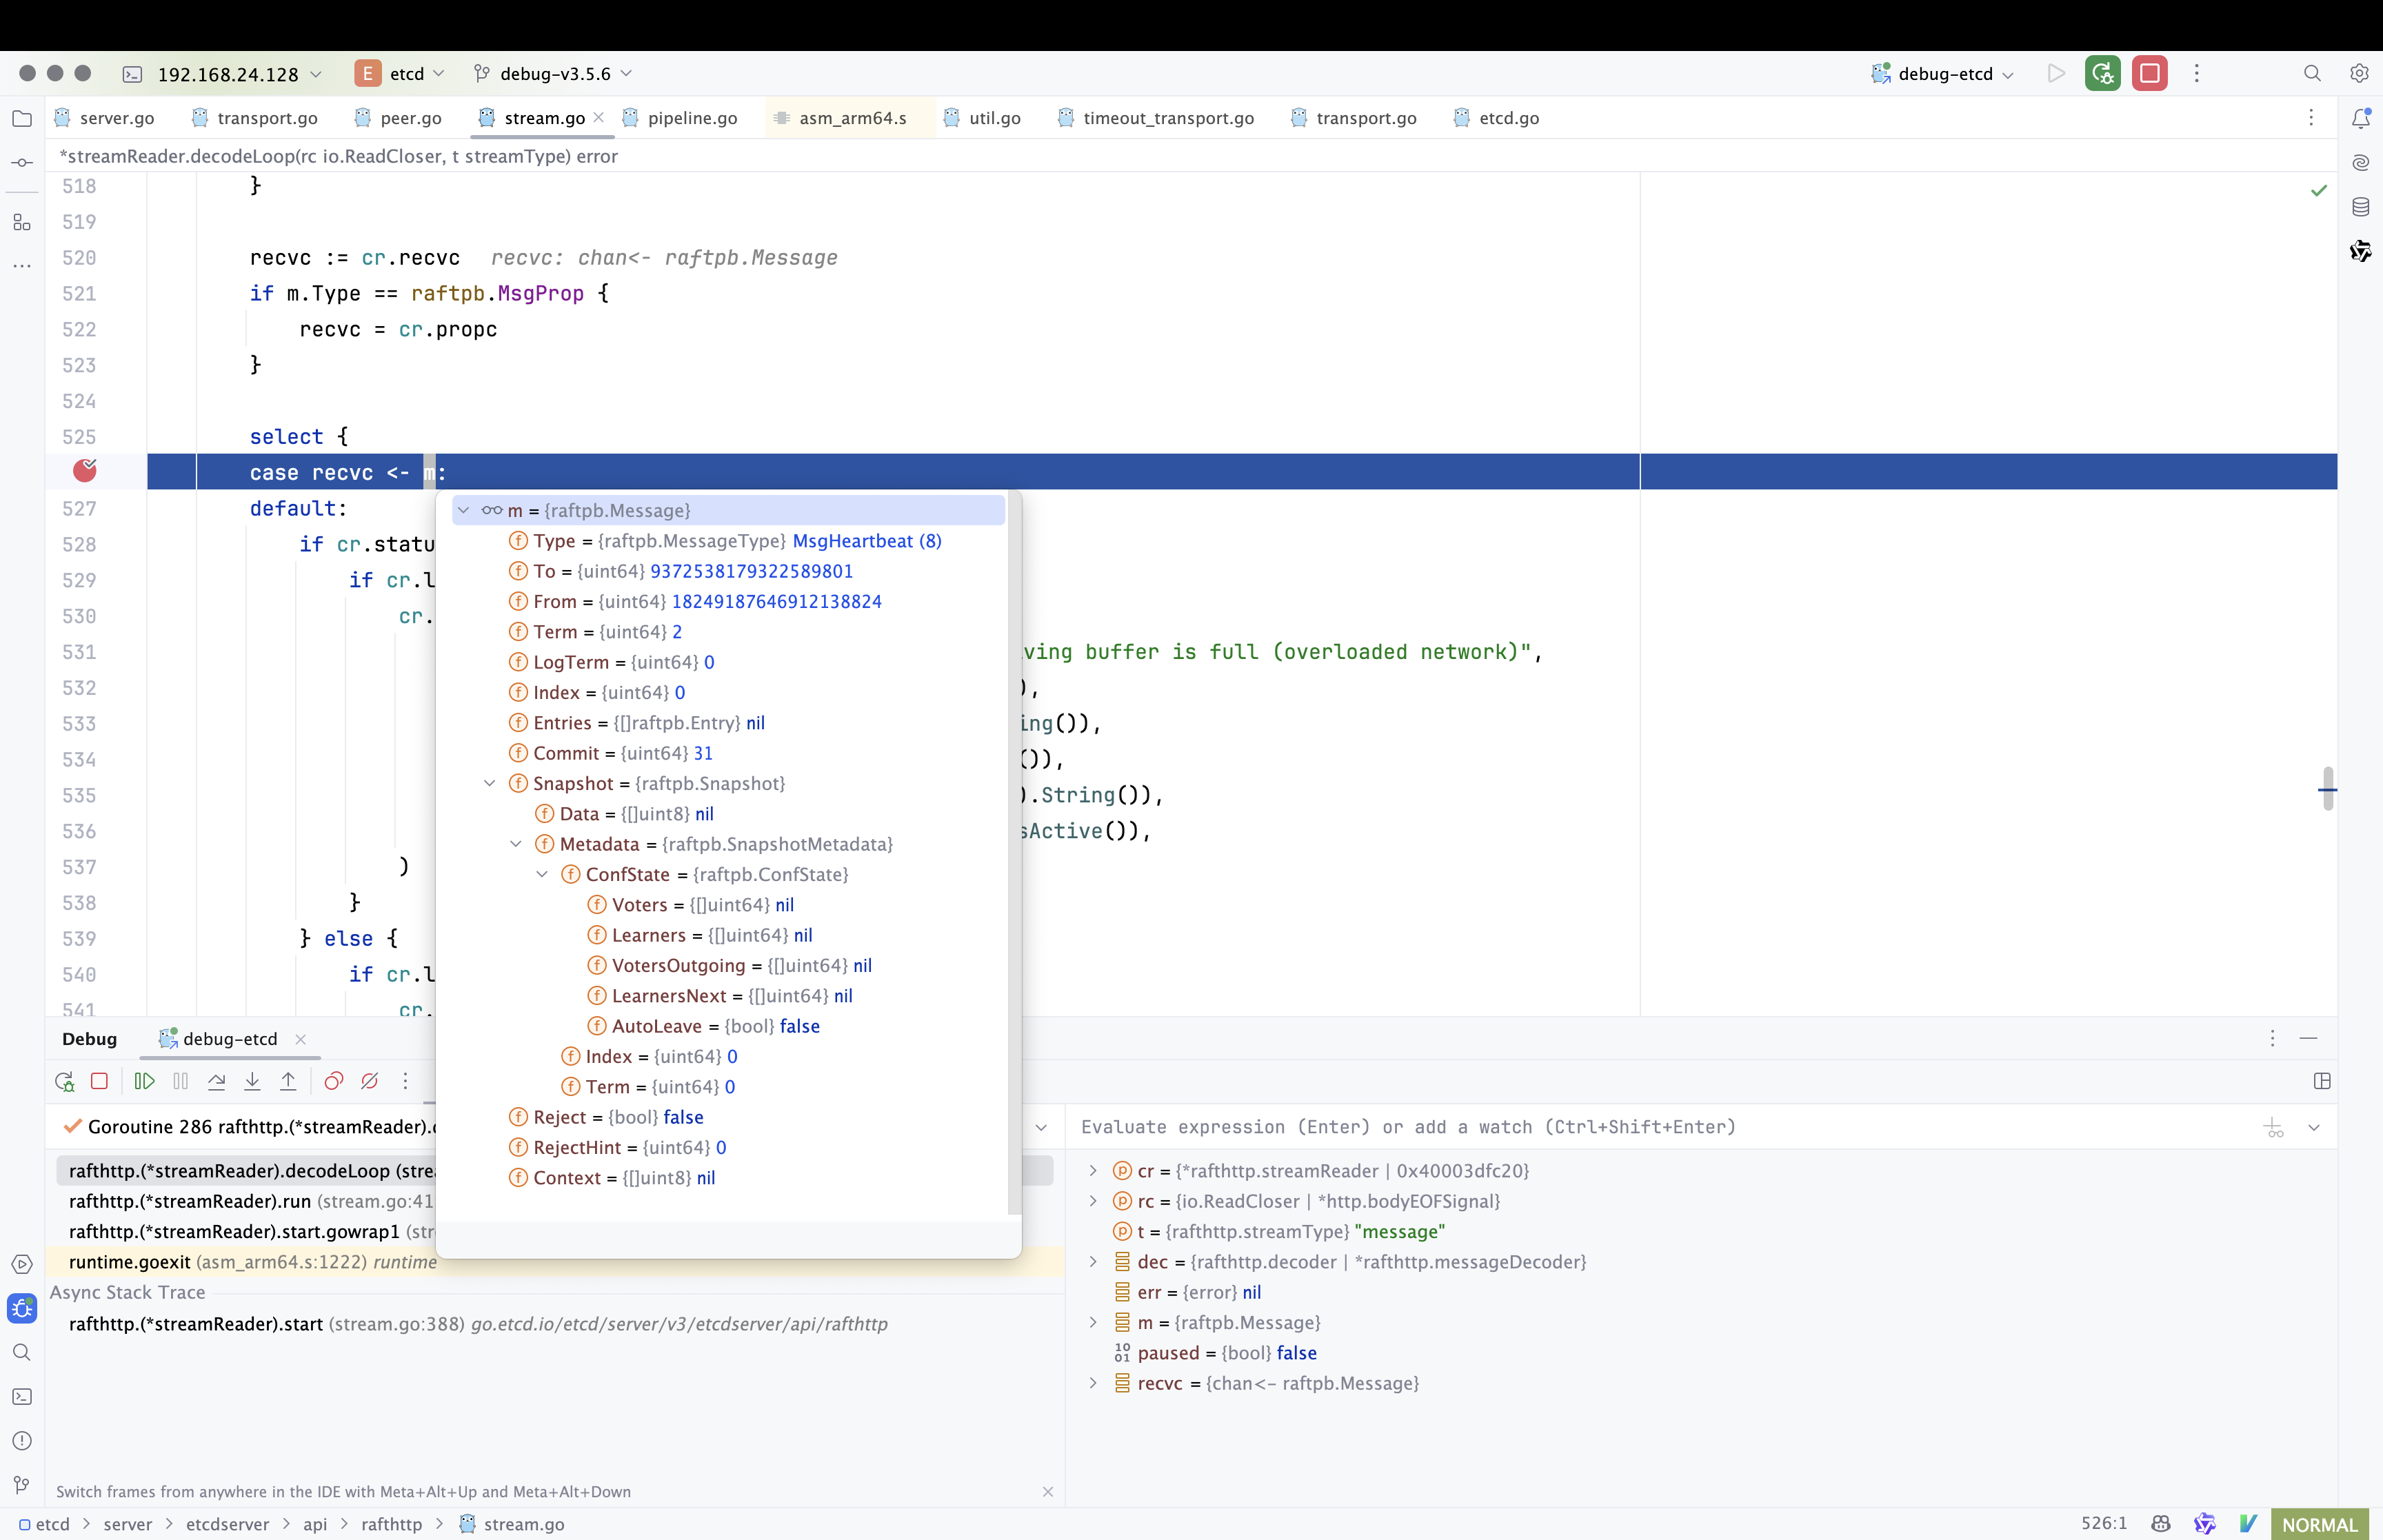 192.168.24.128 E etcd debug-v3.5.6 debug-etcd
server.go transport.go peer.go stream.go pipeline.go asm_arm64.s util.go timeout_transport.go transport.go etcd.go
*streamReader.decodeLoop(rc io.ReadCloser, t streamType) error
518 }
519
520 recvc := cr.recvc recvc: chan<- raftpb.Message
521 if m.Type == raftpb.MsgProp {
522 recvc = cr.propc
523 }
524
525 select {
case recvc <- m:
527 default:
528 if cr.statu
529 if cr.l
530 cr.
531 ving buffer is full (overloaded network)",
532 ),
533 ing()),
534 ()),
535 ).String()),
536 sActive()),
537 )
538 }
539 } else {
540 if cr.l
541 cr.
m = {raftpb.Message}
Type = {raftpb.MessageType} MsgHeartbeat (8)
To = {uint64} 9372538179322589801
From = {uint64} 18249187646912138824
Term = {uint64} 2
LogTerm = {uint64} 0
Index = {uint64} 0
Entries = {[]raftpb.Entry} nil
Commit = {uint64} 31
Snapshot = {raftpb.Snapshot}
Data = {[]uint8} nil
Metadata = {raftpb.SnapshotMetadata}
ConfState = {raftpb.ConfState}
Voters = {[]uint64} nil
Learners = {[]uint64} nil
VotersOutgoing = {[]uint64} nil
LearnersNext = {[]uint64} nil
AutoLeave = {bool} false
Index = {uint64} 0
Term = {uint64} 0
Reject = {bool} false
RejectHint = {uint64} 0
Context = {[]uint8} nil
Debug debug-etcd
Goroutine 286 rafthttp.(*streamReader).
rafthttp.(*streamReader).decodeLoop (strea
rafthttp.(*streamReader).run (stream.go:41
rafthttp.(*streamReader).start.gowrap1 (str
runtime.goexit (asm_arm64.s:1222) runtime
Async Stack Trace
rafthttp.(*streamReader).start (stream.go:388) go.etcd.io/etcd/server/v3/etcdserver/api/rafthttp
Switch frames from anywhere in the IDE with Meta+Alt+Up and Meta+Alt+Down
Evaluate expression (Enter) or add a watch (Ctrl+Shift+Enter)
cr = {*rafthttp.streamReader | 0x40003dfc20}
rc = {io.ReadCloser | *http.bodyEOFSignal}
t = {rafthttp.streamType} "message"
dec = {rafthttp.decoder | *rafthttp.messageDecoder}
err = {error} nil
m = {raftpb.Message}
paused = {bool} false
recvc = {chan<- raftpb.Message}
etcd > server > etcdserver > api > rafthttp > stream.go
526:1 NORMAL